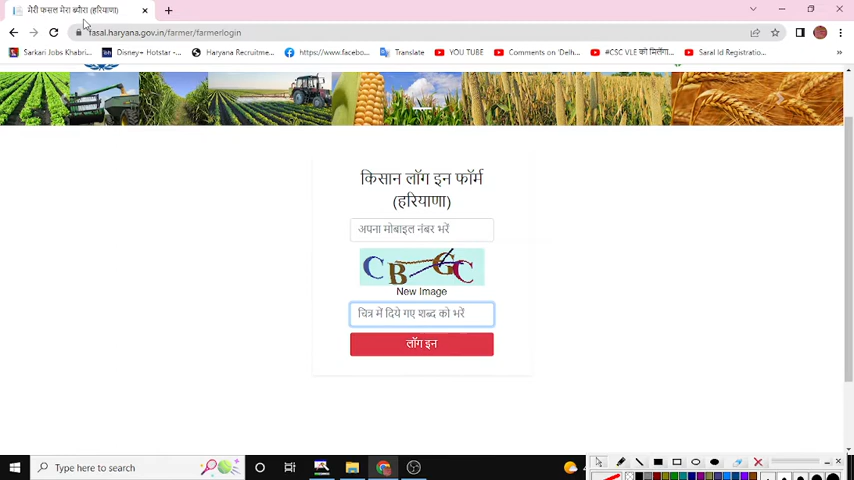 मेरी फसल मेरा ब्यौरा (हरियाणा)
fasal.haryana.gov.in/farmer/farmerlogin
Sarkari Jobs Khabri...
Disney+ Hotstar -...
Haryana Recruitme...
https://www.facebo...
Translate
YOU TUBE
Comments on 'Delh...
#CSC VLE को मिलेंगा...
Saral Id Registratio...
किसान लॉग इन फॉर्म
(हरियाणा)
अपना मोबाइल नंबर भरें
C B G C
New Image
चित्र में दिये गए शब्द को भरें
लॉग इन
Type here to search